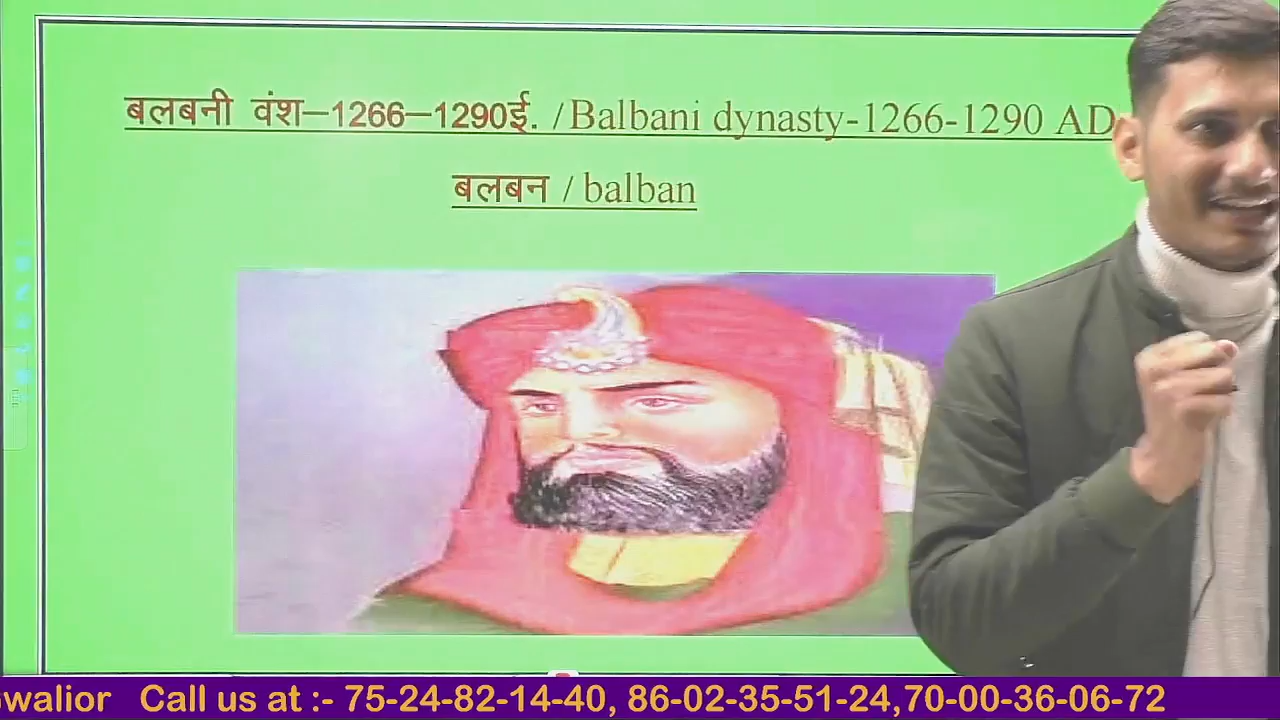 बलबनी वंश–1266–1290ई. /Balbani dynasty-1266-1290 AD
बलबन / balban
Call us at :- 75-24-82-14-40, 86-02-35-51-24,70-00-36-06-72